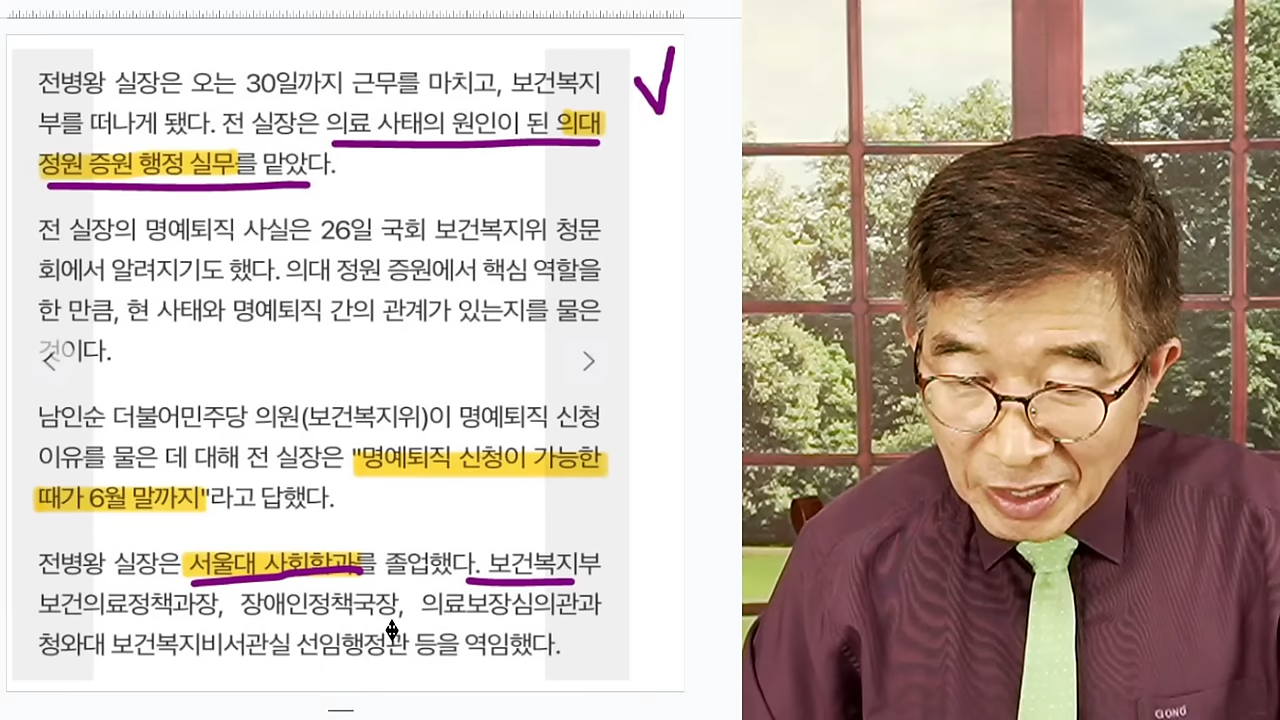 전병왕 실장은 오는 30일까지 근무를 마치고, 보건복지
부를 떠나게 됐다. 전 실장은 의료 사태의 원인이 된 의대
정원 증원 행정 실무를 맡았다.
전 실장의 명예퇴직 사실은 26일 국회 보건복지위 청문
회에서 알려지기도 했다. 의대 정원 증원에서 핵심 역할을
한 만큼, 현 사태와 명예퇴직 간의 관계가 있는지를 물은
것이다.
남인순 더불어민주당 의원(보건복지위)이 명예퇴직 신청
이유를 물은 데 대해 전 실장은 "명예퇴직 신청이 가능한
때가 6월 말까지"라고 답했다.
전병왕 실장은 서울대 사회학과를 졸업했다. 보건복지부
보건의료정책과장, 장애인정책국장, 의료보장심의관과
청와대 보건복지비서관실 선임행정관 등을 역임했다.